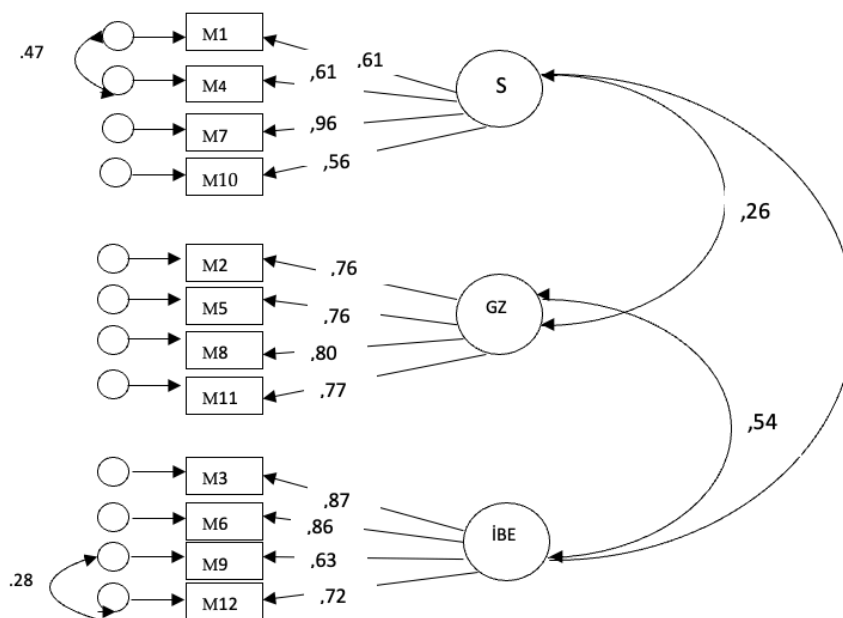 .47
M1
M4
M7
M10
,61 ,61
,96
,56
S
,26
M2
M5
M8
M11
,76
,76
,80
,77
GZ
,54
.28
M3
M6
M9
M12
,87
,86
,63
,72
İBE